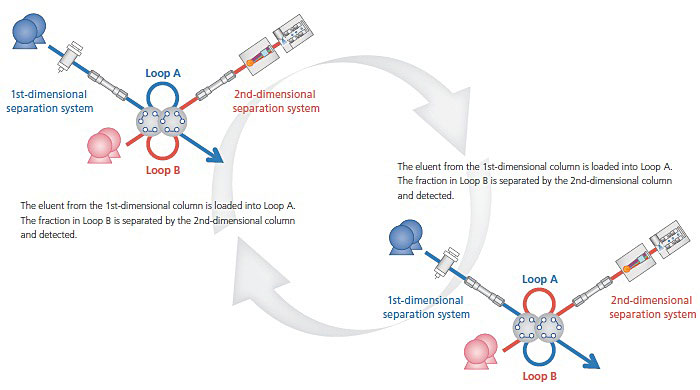 Loop A
1st-dimensional
separation system
2nd-dimensional
separation system
Loop B
The eluent from the 1st-dimensional column is loaded into Loop A.
The fraction in Loop B is separated by the 2nd-dimensional column
and detected.
The eluent from the 1st-dimensional column is loaded into Loop A.
The fraction in Loop B is separated by the 2nd-dimensional column
and detected.
Loop A
1st-dimensional
separation system
2nd-dimensional
separation system
Loop B